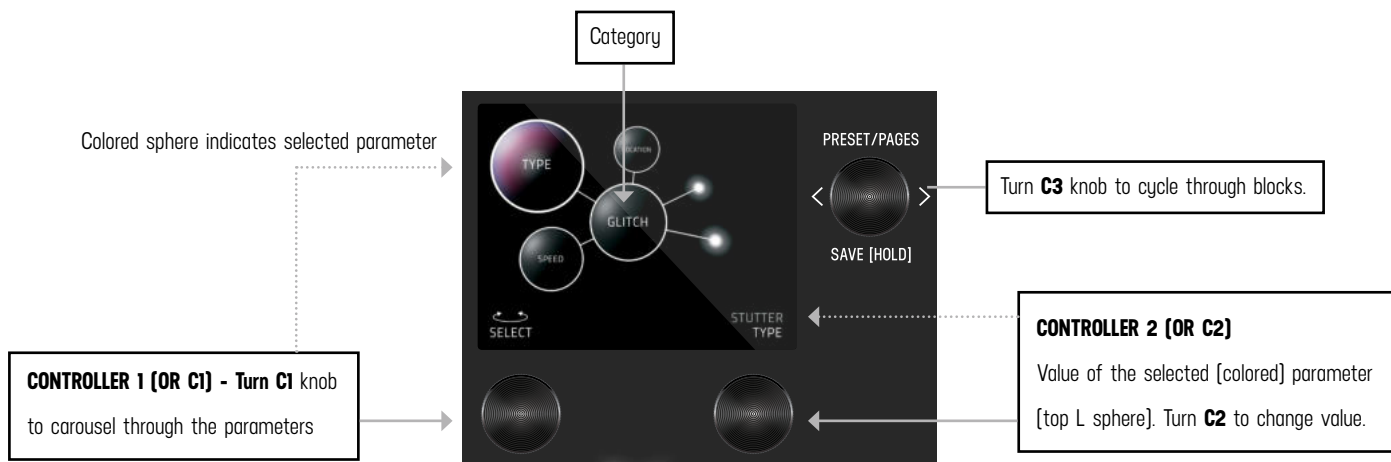 Category
Colored sphere indicates selected parameter
TYPE
LOCATION
GLITCH
SPEED
SELECT
STUTTER
TYPE
PRESET/PAGES
< >
SAVE [HOLD]
Turn C3 knob to cycle through blocks.
CONTROLLER 1 (OR C1) - Turn C1 knob
to carousel through the parameters
CONTROLLER 2 (OR C2)
Value of the selected (colored) parameter
(top L sphere). Turn C2 to change value.